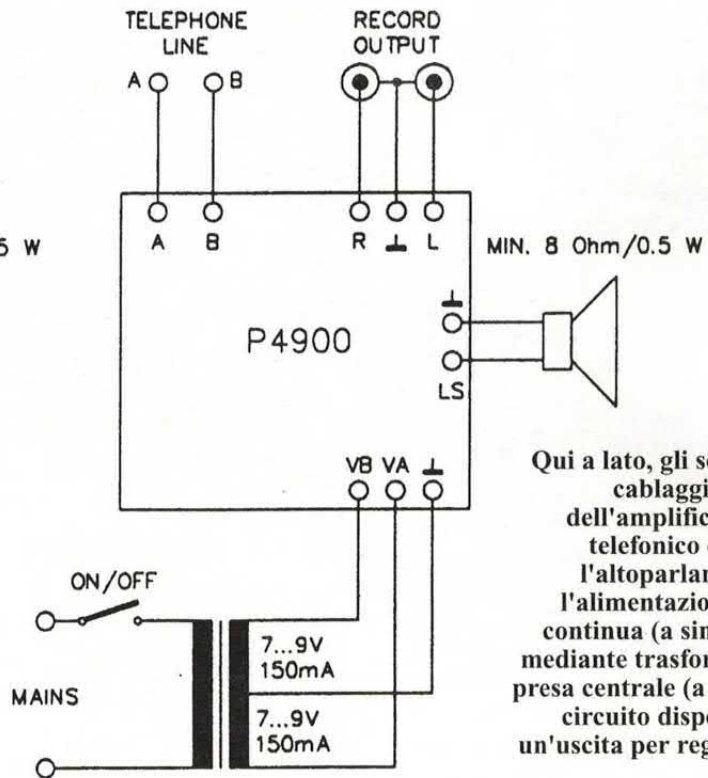 TELEPHONE
LINE
RECORD
OUTPUT
A
B
5 W
A
B
R
L
MIN. 8 Ohm/0.5 W
P4900
LS
VB
VA
ON/OFF
7...9V
150mA
MAINS
7...9V
150mA
Qui a lato, gli
cablaggi
dell'amplific
telefonico
l'altoparlan
l'alimentazio
continua (a sin
mediante trasfor
presa centrale (a
circuito dispo
un'uscita per reg